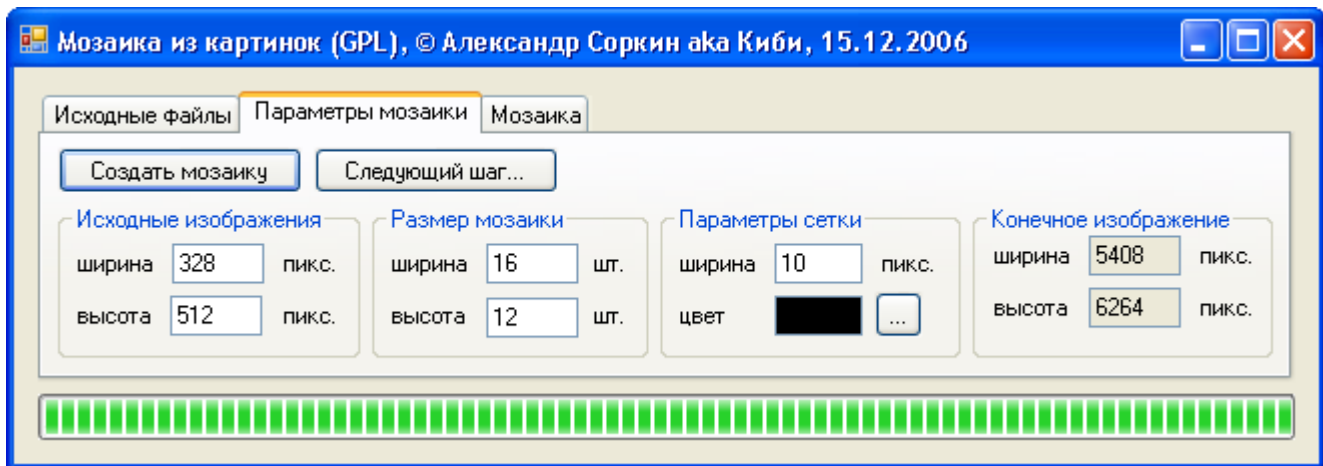 Мозаика из картинок (GPL), © Александр Соркин aka Киби, 15.12.2006
Исходные файлы Параметры мозаики Мозаика
Создать мозаику Следующий шаг...
Исходные изображения Размер мозаики Параметры сетки Конечное изображение
ширина 328 пикс. ширина 16 шт. ширина 10 пикс. ширина 5408 пикс.
высота 512 пикс. высота 12 шт. цвет ... высота 6264 пикс.